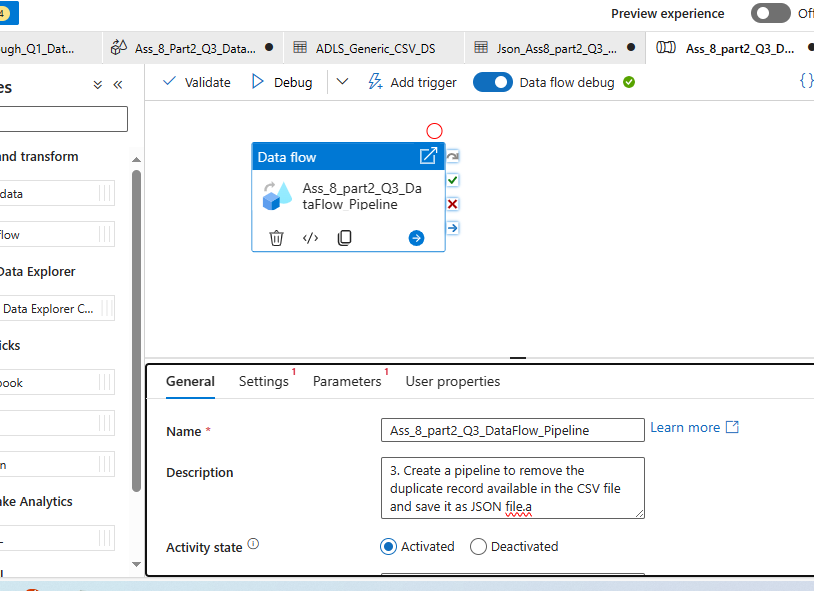 4
Preview experience
Off
ugh_Q1_Dat...
Ass_8_Part2_Q3_Data...
ADLS_Generic_CSV_DS
Json_Ass8_part2_Q3_...
Ass_8_part2_Q3_D...
es
Validate
Debug
Add trigger
Data flow debug
{}
and transform
data
flow
Data Explorer
Data Explorer C...
icks
book
n
ake Analytics
Data flow
Ass_8_part2_Q3_Da
taFlow_Pipeline
General
Settings 1
Parameters 1
User properties
Name *
Ass_8_part2_Q3_DataFlow_Pipeline
Learn more
Description
3. Create a pipeline to remove the
duplicate record available in the CSV file
and save it as JSON file.a
Activity state
Activated
Deactivated